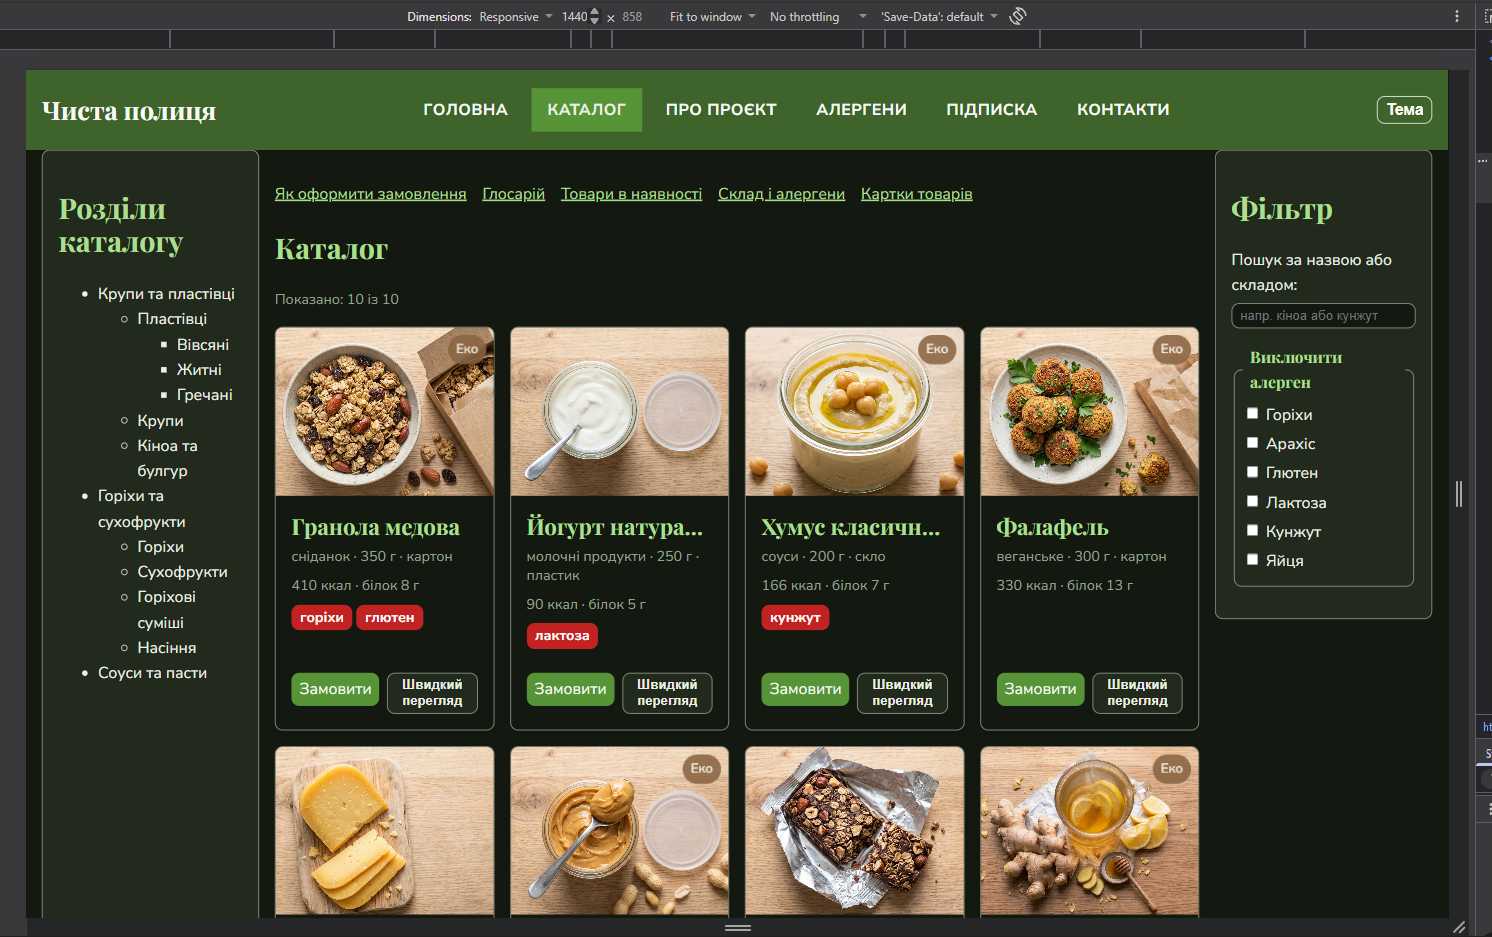 Dimensions: Responsive 1440 × 858 Fit to window No throttling 'Save-Data': default
Чиста полиця
ГОЛОВНА КАТАЛОГ ПРО ПРОЄКТ АЛЕРГЕНИ ПІДПИСКА КОНТАКТИ
Тема
Розділи
каталогу
Крупи та пластівці
Пластівці
Вівсяні
Житні
Гречані
Крупи
Кіноа та
булгур
Горіхи та
сухофрукти
Горіхи
Сухофрукти
Горіхові
суміші
Насіння
Соуси та пасти
Як оформити замовлення Глосарій Товари в наявності Склад і алергени Картки товарів
Каталог
Показано: 10 із 10
Еко
Гранола медова
сніданок · 350 г · картон
410 ккал · білок 8 г
горіхи глютен
Замовити
Швидкий
перегляд
Йогурт натура...
молочні продукти · 250 г ·
пластик
90 ккал · білок 5 г
лактоза
Замовити
Швидкий
перегляд
Еко
Хумус класичн...
соуси · 200 г · скло
166 ккал · білок 7 г
кунжут
Замовити
Швидкий
перегляд
Еко
Фалафель
веганське · 300 г · картон
330 ккал · білок 13 г
Замовити
Швидкий
перегляд
Еко
Еко
Фільтр
Пошук за назвою або
складом:
напр. кіноа або кунжут
Виключити
алерген
Горіхи
Арахіс
Глютен
Лактоза
Кунжут
Яйця